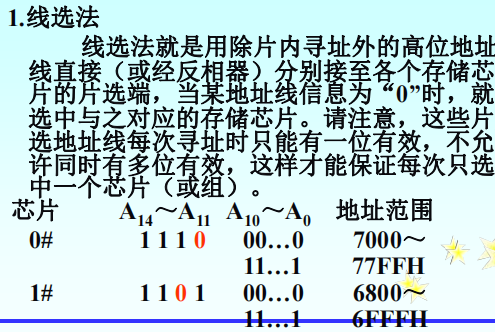 1.线选法
线选法就是用除片内寻址外的高位地址
线直接（或经反相器）分别接至各个存储芯
片的片选端，当某地址线信息为“0”时，就
选中与之对应的存储芯片。请注意，这些片
选地址线每次寻址时只能有一位有效，不允
许同时有多位有效，这样才能保证每次只选
中一个芯片（或组）。
芯片 A14～A11 A10～A0 地址范围
0# 1 1 1 0 00…0 7000～
11…1 77FFH
1# 1 1 0 1 00…0 6800～
11…1 6FFFH